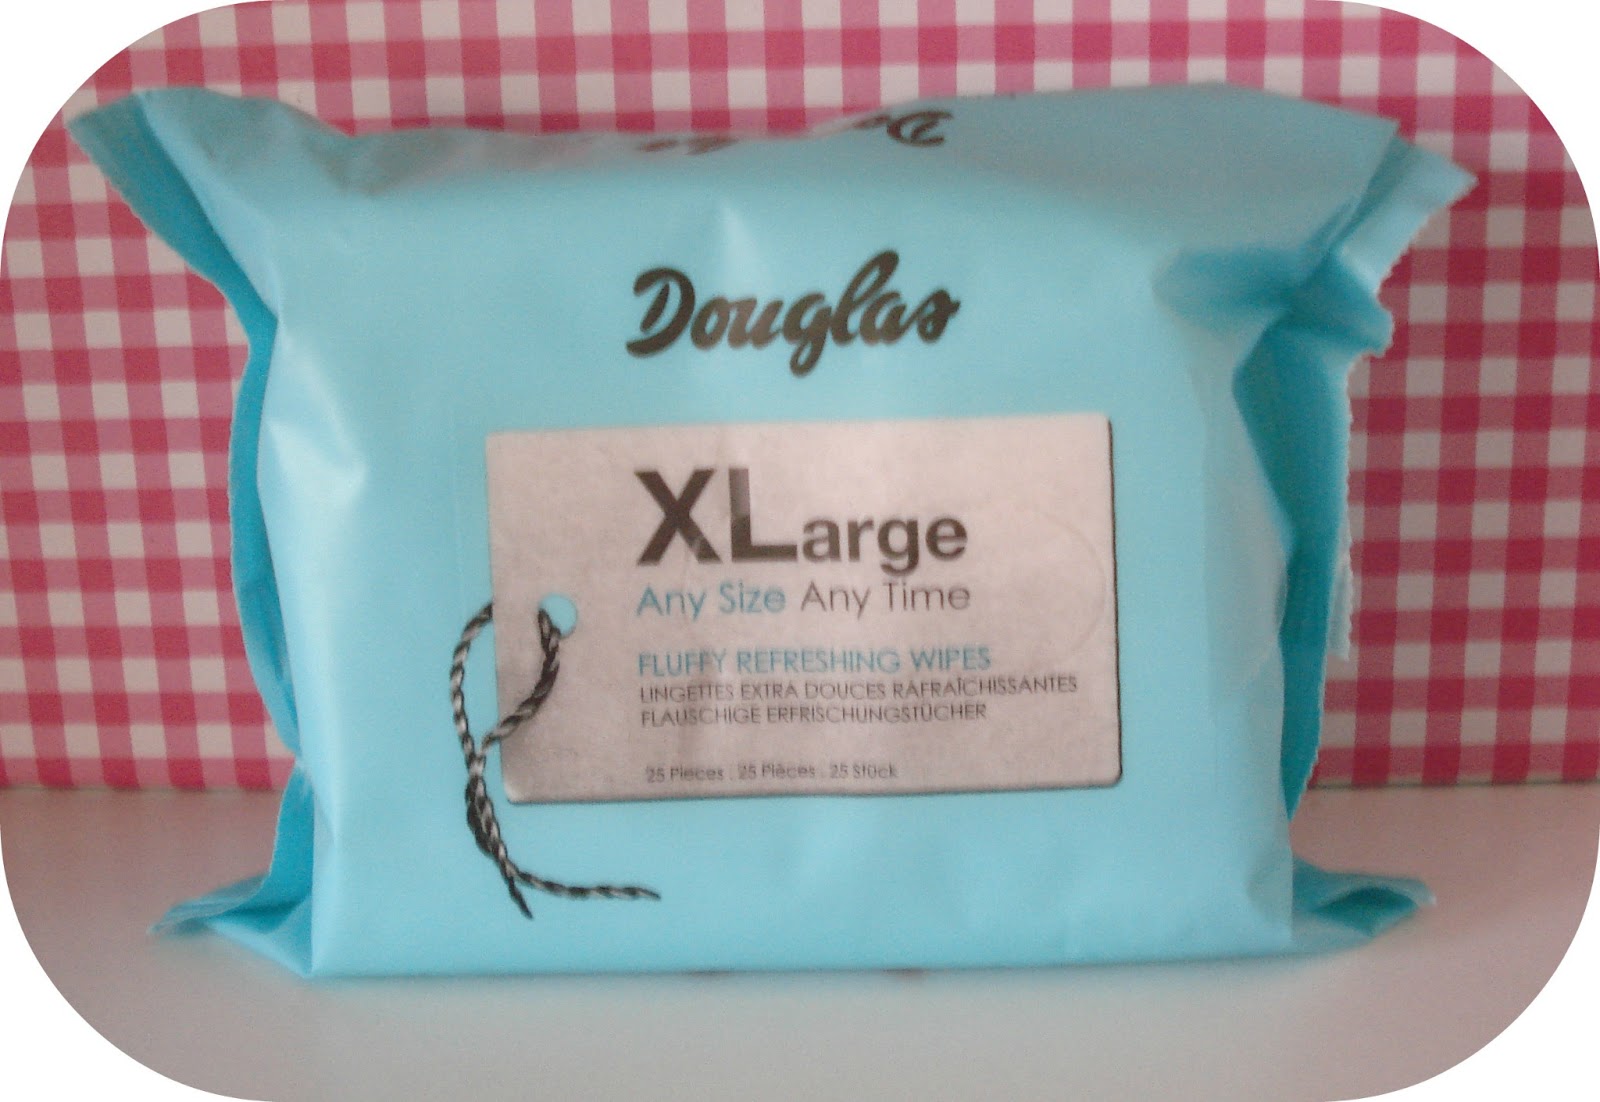 Douglas
XLarge
Any Size Any Time
FLUFFY REFRESHING WIPES
LINGETTES EXTRA DOUCES RAFRAÎCHISSANTES
FLAUSCHIGE ERFRISCHUNGSTÜCHER
25 Pieces . 25 Pièces . 25 Stück